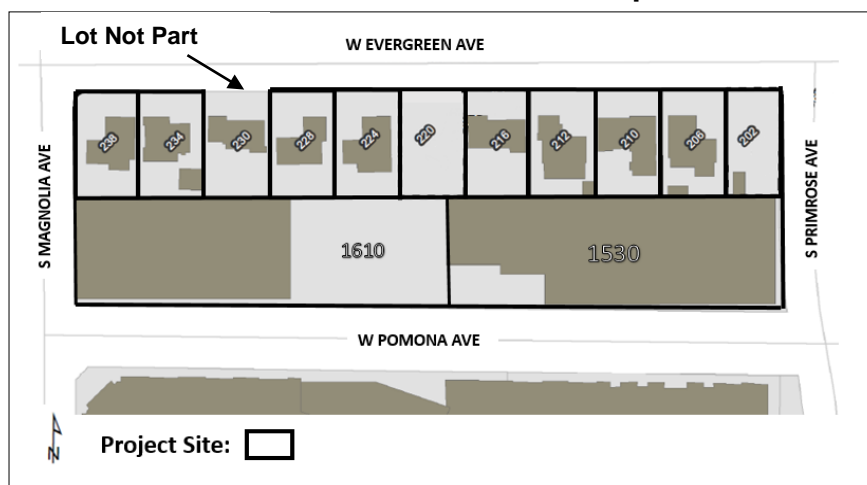 Lot Not Part
W EVERGREEN AVE
S MAGNOLIA AVE
238 234 230 228 224 220 216 212 210 206 202
S PRIMROSE AVE
1610 1530
W POMONA AVE
N
Project Site: